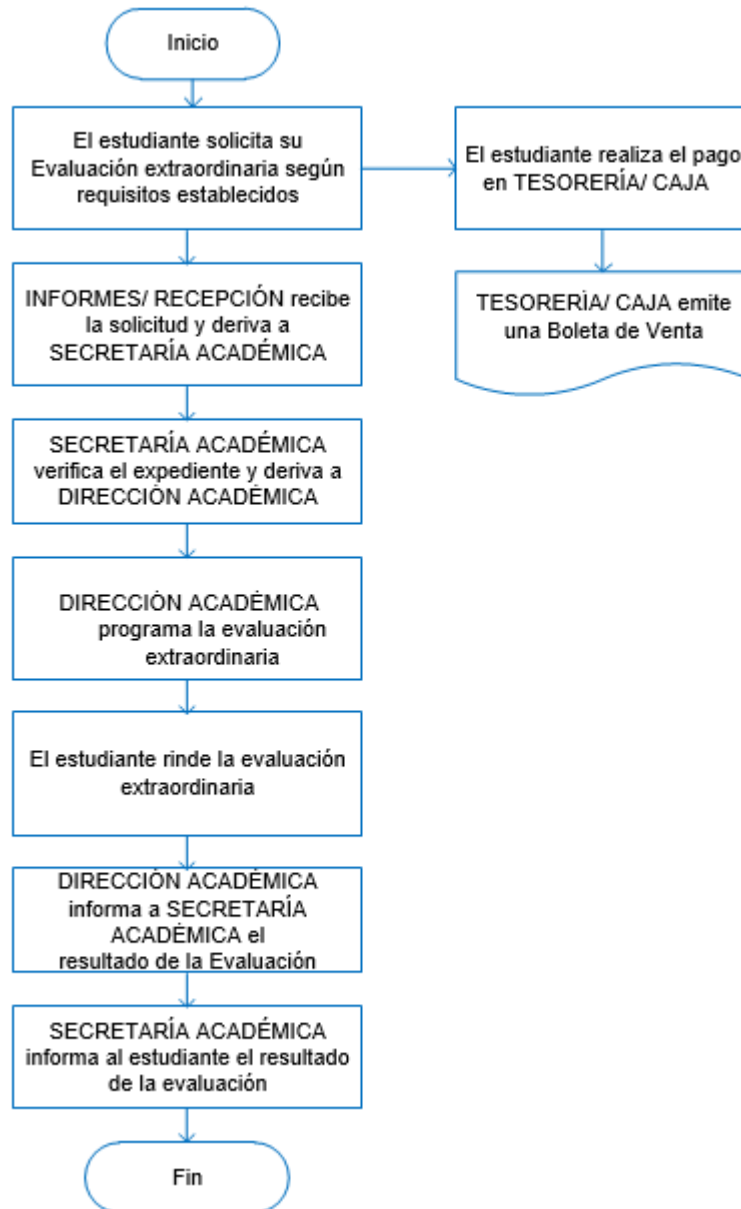 Inicio
El estudiante solicita su
Evaluación extraordinaria según
requisitos establecidos
El estudiante realiza el pago
en TESORERÍA/ CAJA
INFORMES/ RECEPCIÓN recibe
la solicitud y deriva a
SECRETARÍA ACADÉMICA
TESORERÍA/ CAJA emite
una Boleta de Venta
SECRETARÍA ACADÉMICA
verifica el expediente y deriva a
DIRECCIÓN ACADÉMICA
DIRECCIÓN ACADÉMICA
programa la evaluación
extraordinaria
El estudiante rinde la evaluación
extraordinaria
DIRECCIÓN ACADÉMICA
informa a SECRETARÍA
ACADÉMICA el
resultado de la Evaluación
SECRETARÍA ACADÉMICA
informa al estudiante el resultado
de la evaluación
Fin